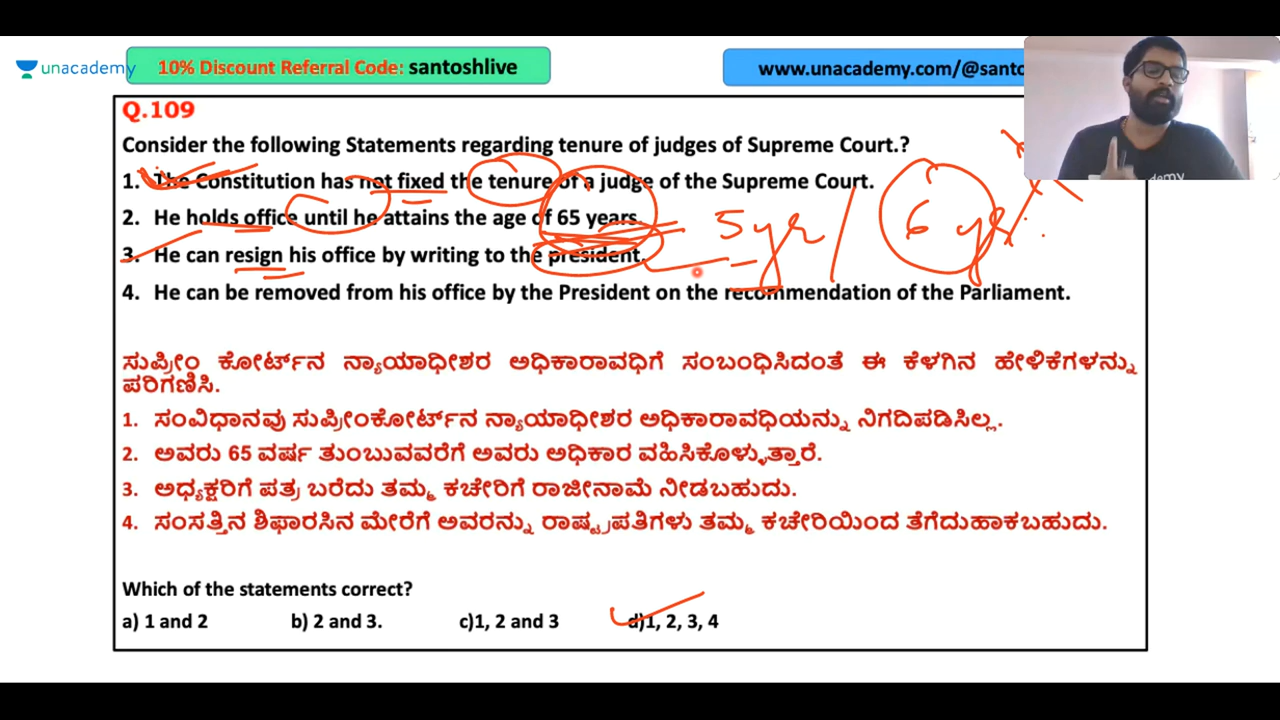 unacademy
10% Discount Referral Code: santoshlive
www.unacademy.com/@santo
Q.109
Consider the following Statements regarding tenure of judges of Supreme Court.?
1. The Constitution has not fixed the tenure of a judge of the Supreme Court.
2. He holds office until he attains the age of 65 years.
5 yr / 6 yr
3. He can resign his office by writing to the president.
4. He can be removed from his office by the President on the recommendation of the Parliament.
ಸುಪ್ರೀಂ ಕೋರ್ಟ್‌ನ ನ್ಯಾಯಾಧೀಶರ ಅಧಿಕಾರಾವಧಿಗೆ ಸಂಬಂಧಿಸಿದಂತೆ ಈ ಕೆಳಗಿನ ಹೇಳಿಕೆಗಳನ್ನು
ಪರಿಗಣಿಸಿ.
1. ಸಂವಿಧಾನವು ಸುಪ್ರೀಂಕೋರ್ಟ್‌ನ ನ್ಯಾಯಾಧೀಶರ ಅಧಿಕಾರಾವಧಿಯನ್ನು ನಿಗದಿಪಡಿಸಿಲ್ಲ.
2. ಅವರು 65 ವರ್ಷ ತುಂಬುವವರೆಗೆ ಅವರು ಅಧಿಕಾರ ವಹಿಸಿಕೊಳ್ಳುತ್ತಾರೆ.
3. ಅಧ್ಯಕ್ಷರಿಗೆ ಪತ್ರ ಬರೆದು ತಮ್ಮ ಕಚೇರಿಗೆ ರಾಜೀನಾಮೆ ನೀಡಬಹುದು.
4. ಸಂಸತ್ತಿನ ಶಿಫಾರಸಿನ ಮೇರೆಗೆ ಅವರನ್ನು ರಾಷ್ಟ್ರಪತಿಗಳು ತಮ್ಮ ಕಚೇರಿಯಿಂದ ತೆಗೆದುಹಾಕಬಹುದು.
Which of the statements correct?
a) 1 and 2 b) 2 and 3. c)1, 2 and 3 d)1, 2, 3, 4